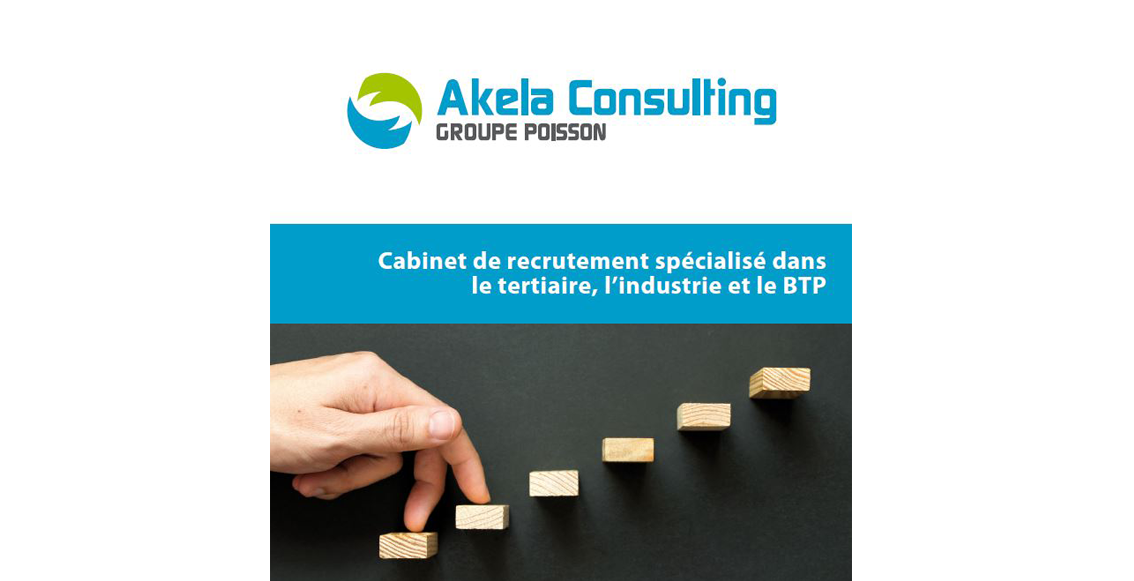 Akela Consulting
GROUPE POISSON
Cabinet de recrutement spécialisé dans
le tertiaire, l’industrie et le BTP